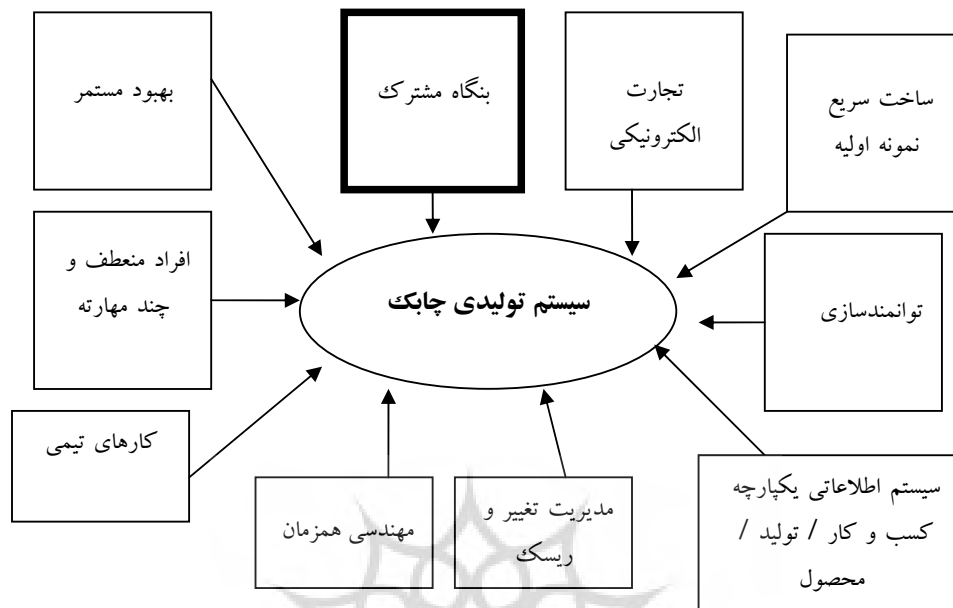 ساخت سریع
نمونه اولیه
تجارت
الکترونیکی
بنگاه مشترک
بهبود مستمر
توانمندسازی
سیستم تولیدی چابک
افراد منعطف و
چند مهارته
سیستم اطلاعاتی یکپارچه
کسب و کار / تولید /
محصول
مدیریت تغییر و
ریسک
مهندسی همزمان
کارهای تیمی